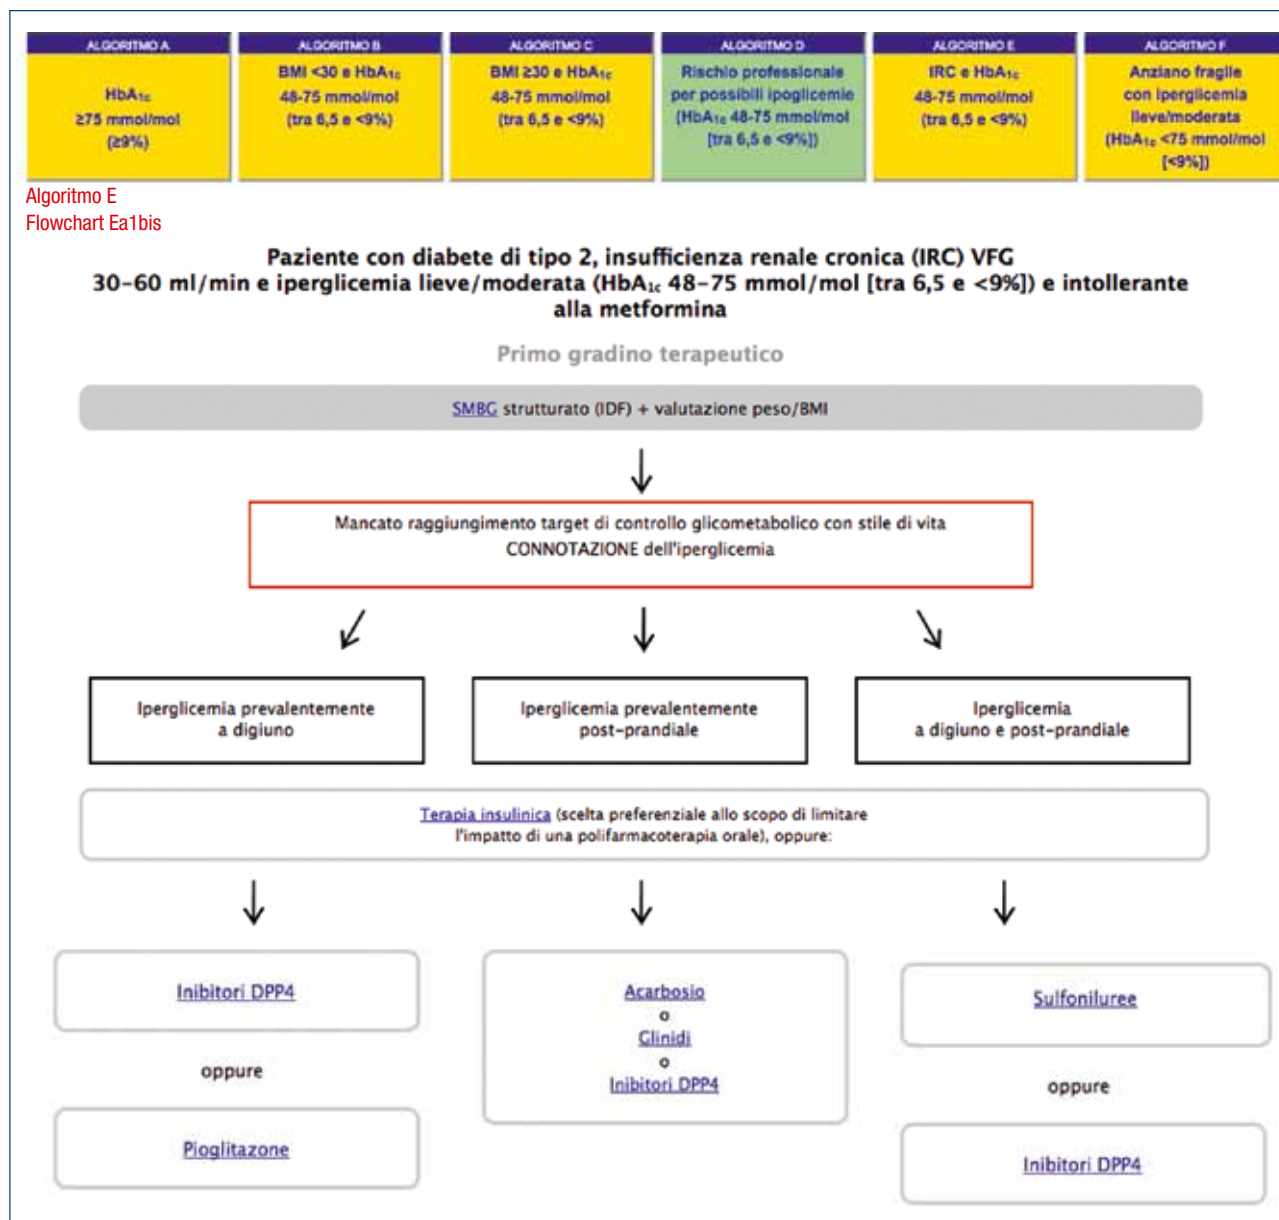 ALGORITMO A
HbA1c
≥75 mmol/mol
(≥9%)
ALGORITMO B
BMI <30 e HbA1c
48-75 mmol/mol
(tra 6,5 e <9%)
ALGORITMO C
BMI ≥30 e HbA1c
48-75 mmol/mol
(tra 6,5 e <9%)
ALGORITMO D
Rischio professionale
per possibili ipoglicemie
(HbA1c 48-75 mmol/mol
[tra 6,5 e <9%])
ALGORITMO E
IRC e HbA1c
48-75 mmol/mol
(tra 6,5 e <9%)
ALGORITMO F
Anziano fragile
con iperglicemia
lieve/moderata
(HbA1c <75 mmol/mol
[<9%])
Algoritmo E
Flowchart Ea1bis
Paziente con diabete di tipo 2, insufficienza renale cronica (IRC) VFG
30–60 ml/min e iperglicemia lieve/moderata (HbA1c 48–75 mmol/mol [tra 6,5 e <9%]) e intollerante
alla metformina
Primo gradino terapeutico
SMBG strutturato (IDF) + valutazione peso/BMI
Mancato raggiungimento target di controllo glicometabolico con stile di vita
CONNOTAZIONE dell'iperglicemia
Iperglicemia prevalentemente
a digiuno
Iperglicemia prevalentemente
post-prandiale
Iperglicemia
a digiuno e post-prandiale
Terapia insulinica (scelta preferenziale allo scopo di limitare
l'impatto di una polifarmacoterapia orale), oppure:
Inibitori DPP4
oppure
Pioglitazone
Acarbosio
o
Glinidi
o
Inibitori DPP4
Sulfoniluree
oppure
Inibitori DPP4